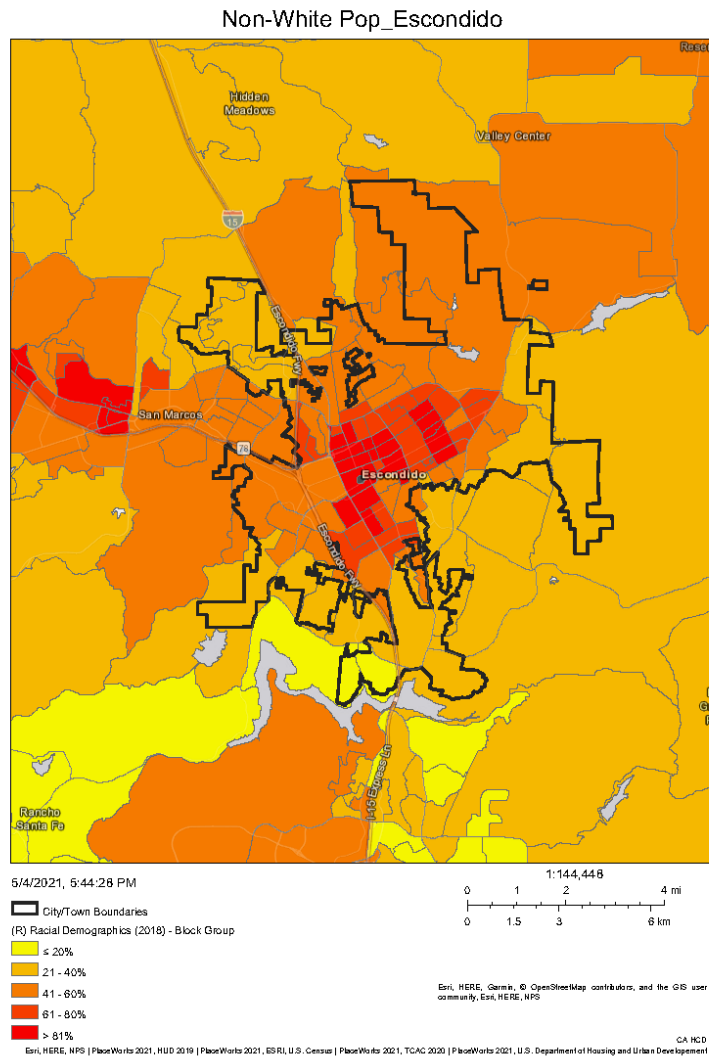 Non-White Pop_Escondido
Hidden
Meadows
Valley Center
15
Escondido Fwy
San Marcos
78
Escondido
Escondido Fwy
I-15 Express Ln
Rancho
Santa Fe
5/4/2021, 5:44:28 PM
1:144,448
0 1 2 4 mi
0 1.5 3 6 km
City/Town Boundaries
(R) Racial Demographics (2018) - Block Group
≤ 20%
21 - 40%
41 - 60%
61 - 80%
> 81%
Esri, HERE, Garmin, © OpenStreetMap contributors, and the GIS user
community, Esri, HERE, NPS
CA HCD
Esri, HERE, NPS | PlaceWorks 2021, HUD 2019 | PlaceWorks 2021, ESRI, U.S. Census | PlaceWorks 2021, TCAC 2020 | PlaceWorks 2021, U.S. Department of Housing and Urban Developement